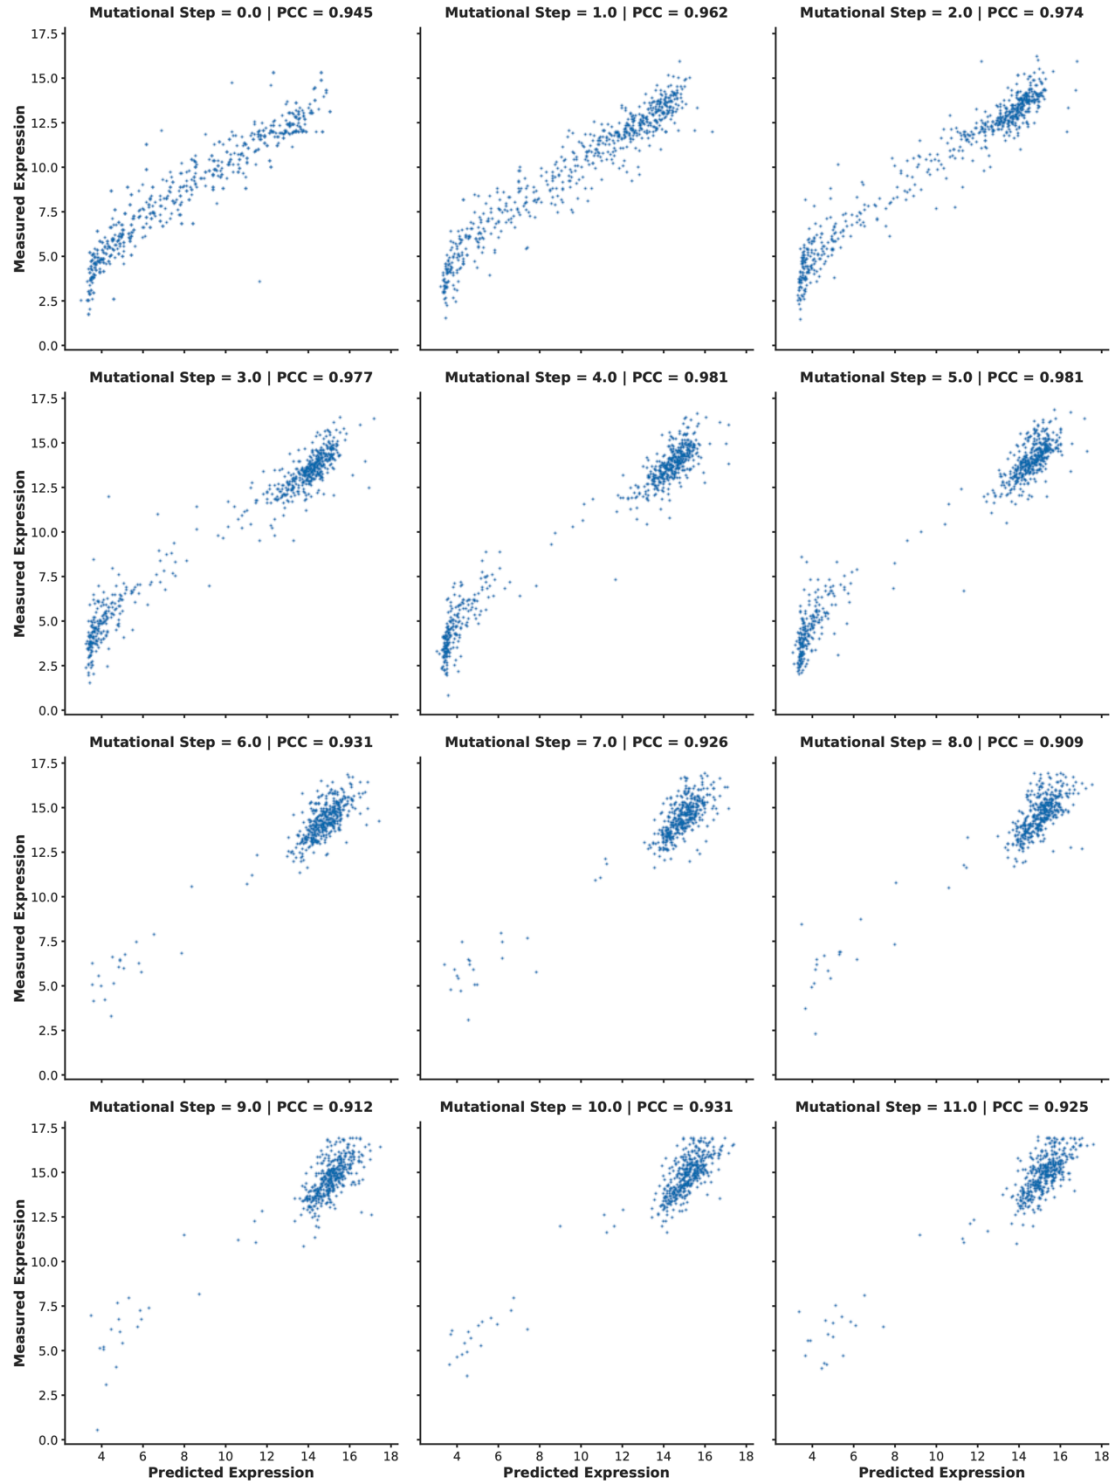 Mutational Step = 0.0 | PCC = 0.945
Mutational Step = 1.0 | PCC = 0.962
Mutational Step = 2.0 | PCC = 0.974
17.5
15.0
12.5
10.0
7.5
5.0
2.5
0.0
Measured Expression
Mutational Step = 3.0 | PCC = 0.977
Mutational Step = 4.0 | PCC = 0.981
Mutational Step = 5.0 | PCC = 0.981
17.5
15.0
12.5
10.0
7.5
5.0
2.5
0.0
Measured Expression
Mutational Step = 6.0 | PCC = 0.931
Mutational Step = 7.0 | PCC = 0.926
Mutational Step = 8.0 | PCC = 0.909
17.5
15.0
12.5
10.0
7.5
5.0
2.5
0.0
Measured Expression
Mutational Step = 9.0 | PCC = 0.912
Mutational Step = 10.0 | PCC = 0.931
Mutational Step = 11.0 | PCC = 0.925
17.5
15.0
12.5
10.0
7.5
5.0
2.5
0.0
Measured Expression
4 6 8 10 12 14 16 18
4 6 8 10 12 14 16 18
4 6 8 10 12 14 16 18
Predicted Expression
Predicted Expression
Predicted Expression